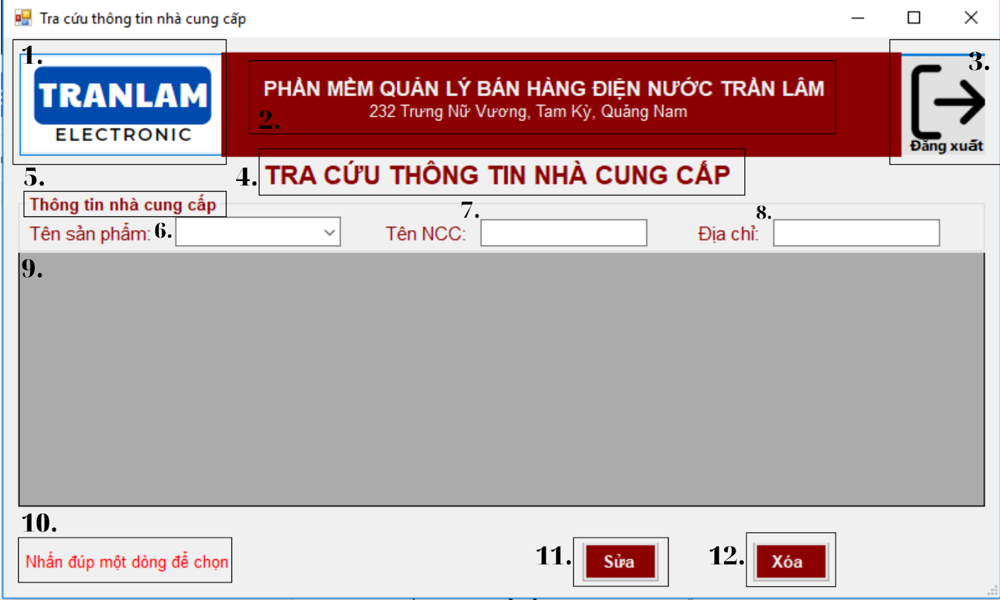 Tra cứu thông tin nhà cung cấp
1.
TRANLAM
ELECTRONIC
PHẦN MỀM QUẢN LÝ BÁN HÀNG ĐIỆN NƯỚC TRẦN LÂM
232 Trưng Nữ Vương, Tam Kỳ, Quảng Nam
2.
3.
Đăng xuất
4. TRA CỨU THÔNG TIN NHÀ CUNG CẤP
5.
Thông tin nhà cung cấp
Tên sản phẩm: 6.
7.
Tên NCC:
8.
Địa chỉ:
9.
10.
Nhấn đúp một dòng để chọn
11. Sửa
12. Xóa